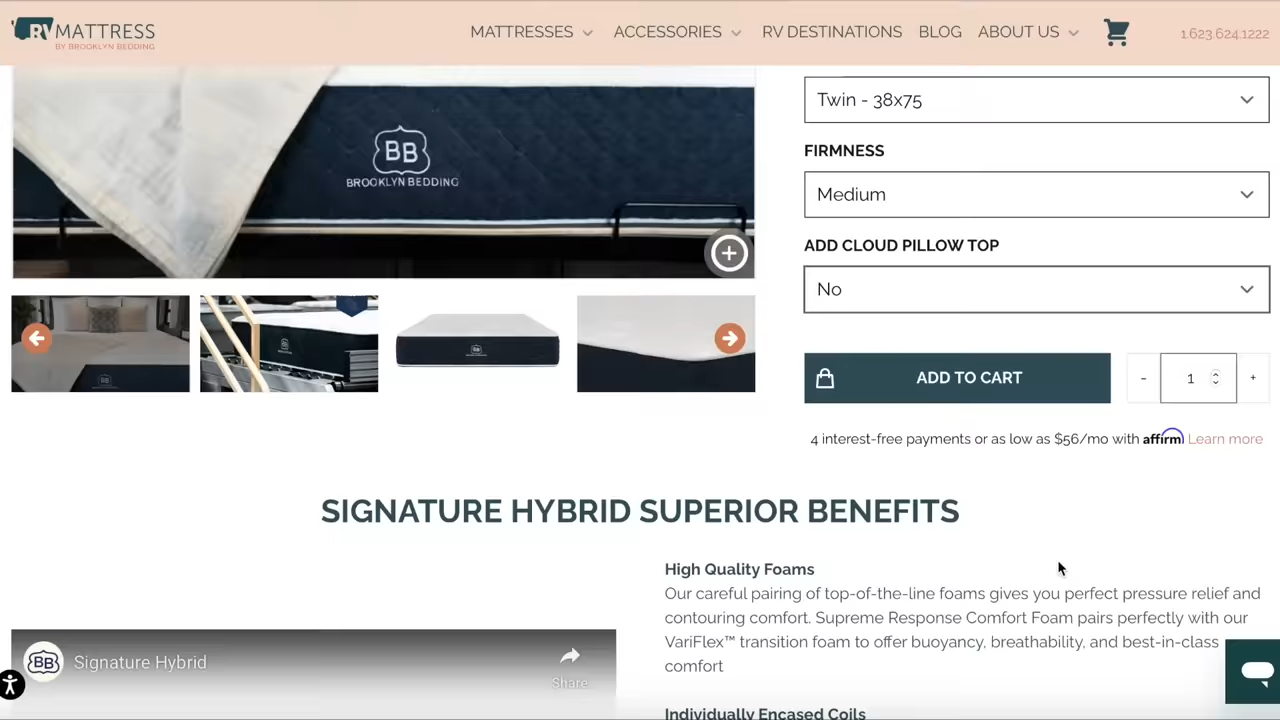 RVMATTRESS
BY BROOKLYN BEDDING
MATTRESSES
ACCESSORIES
RV DESTINATIONS
BLOG
ABOUT US
1.623.624.1222
Twin - 38x75
FIRMNESS
Medium
ADD CLOUD PILLOW TOP
No
BB
BROOKLYN BEDDING
ADD TO CART
-
1
+
4 interest-free payments or as low as $56/mo with affirm Learn more
SIGNATURE HYBRID SUPERIOR BENEFITS
High Quality Foams
Our careful pairing of top-of-the-line foams gives you perfect pressure relief and
contouring comfort. Supreme Response Comfort Foam pairs perfectly with our
VariFlex™ transition foam to offer buoyancy, breathability, and best-in-class
comfort
Individually Encased Coils
BB
Signature Hybrid
Share